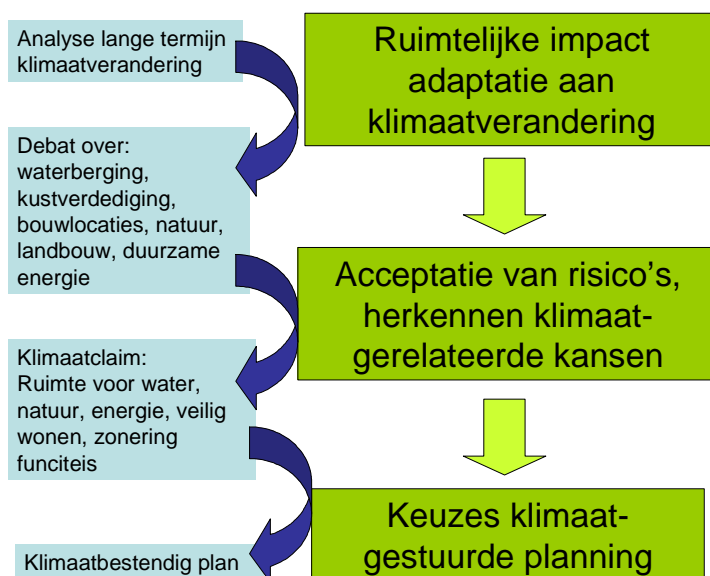 Analyse lange termijn
klimaatverandering
Ruimtelijke impact
adaptatie aan
klimaatverandering
Debat over:
waterberging,
kustverdediging,
bouwlocaties, natuur,
landbouw, duurzame
energie
Acceptatie van risico's,
herkennen klimaat-
gerelateerde kansen
Klimaatclaim:
Ruimte voor water,
natuur, energie, veilig
wonen, zonering
funciteis
Keuzes klimaat-
gestuurde planning
Klimaatbestendig plan